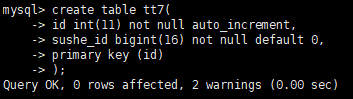 mysql> create table tt7(
    -> id int(11) not null auto_increment,
    -> sushe_id bigint(16) not null default 0,
    -> primary key (id)
    -> );
Query OK, 0 rows affected, 2 warnings (0.00 sec)